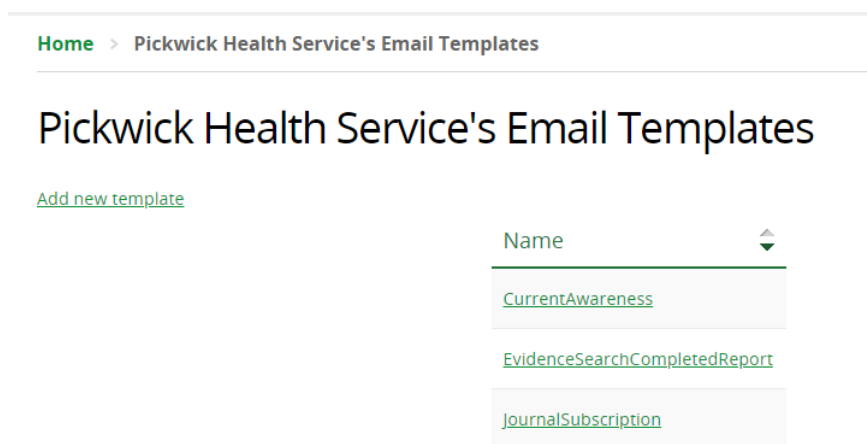 Home > Pickwick Health Service's Email Templates
Pickwick Health Service's Email Templates
Add new template
Name
CurrentAwareness
EvidenceSearchCompletedReport
JournalSubscription